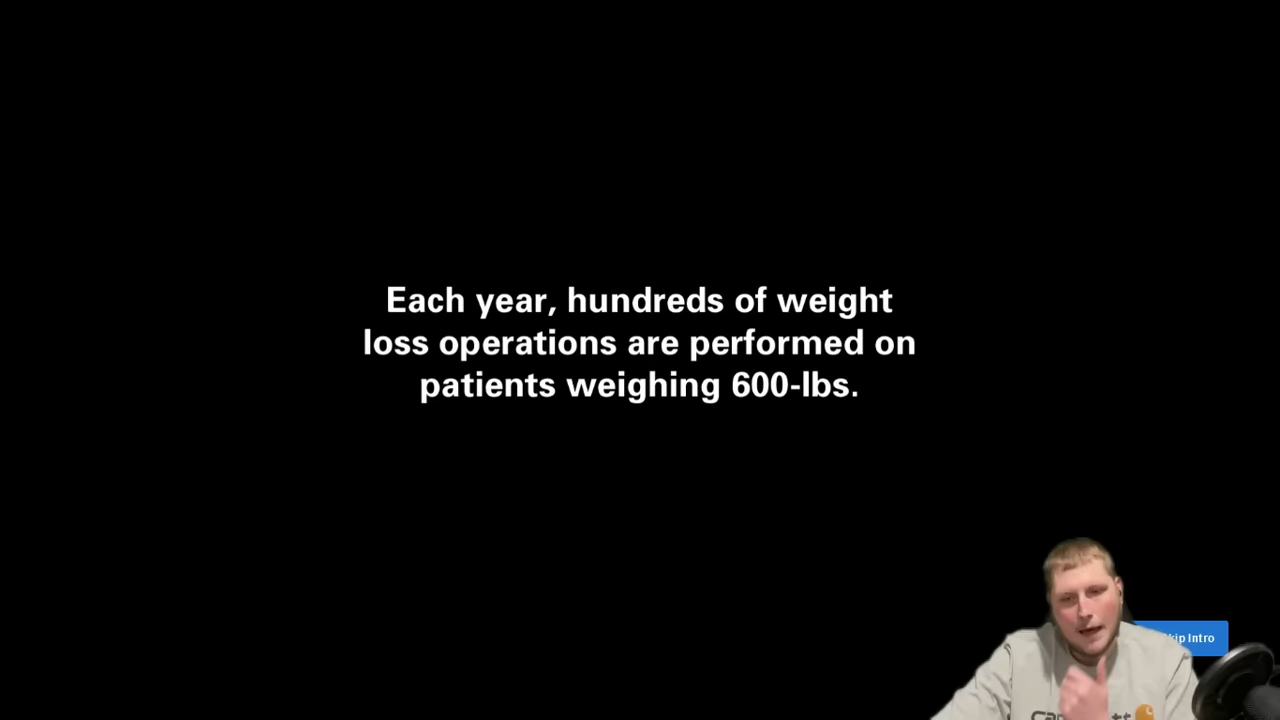 Each year, hundreds of weight
loss operations are performed on
patients weighing 600-lbs.
Intro